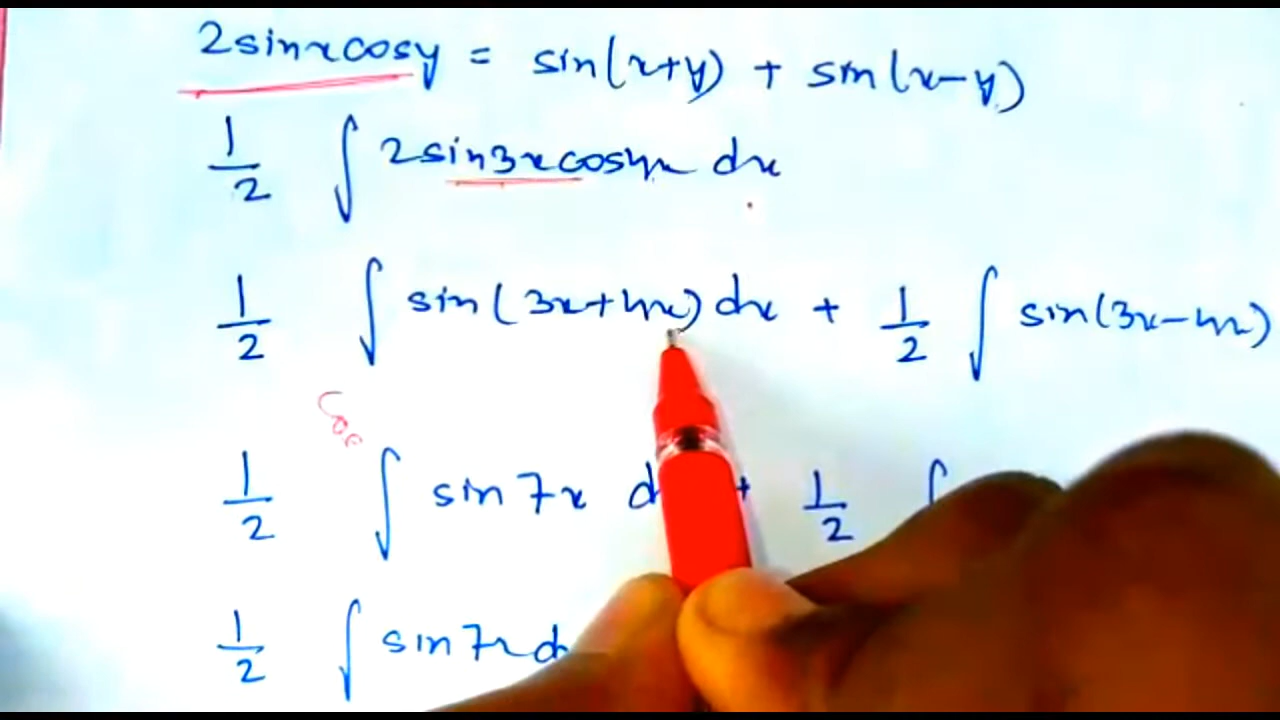 2sinxcosy = sin(x+y) + sin(x-y)
1/2 ∫ 2sin3xcos4x dx
1/2 ∫ sin(3x+4x) dx + 1/2 ∫ sin(3x-4x)
1/2 ∫ sin7x d + 1/2 ∫
1/2 ∫ sin7xd